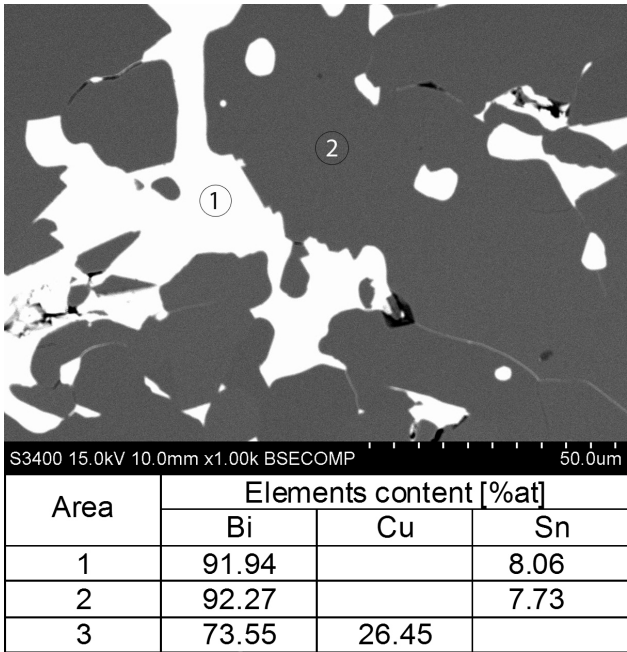 2
1
S3400 15.0kV 10.0mm x1.00k BSECOMP 50.0um
Area Elements content [%at]
Bi Cu Sn
1 91.94 8.06
2 92.27 7.73
3 73.55 26.45